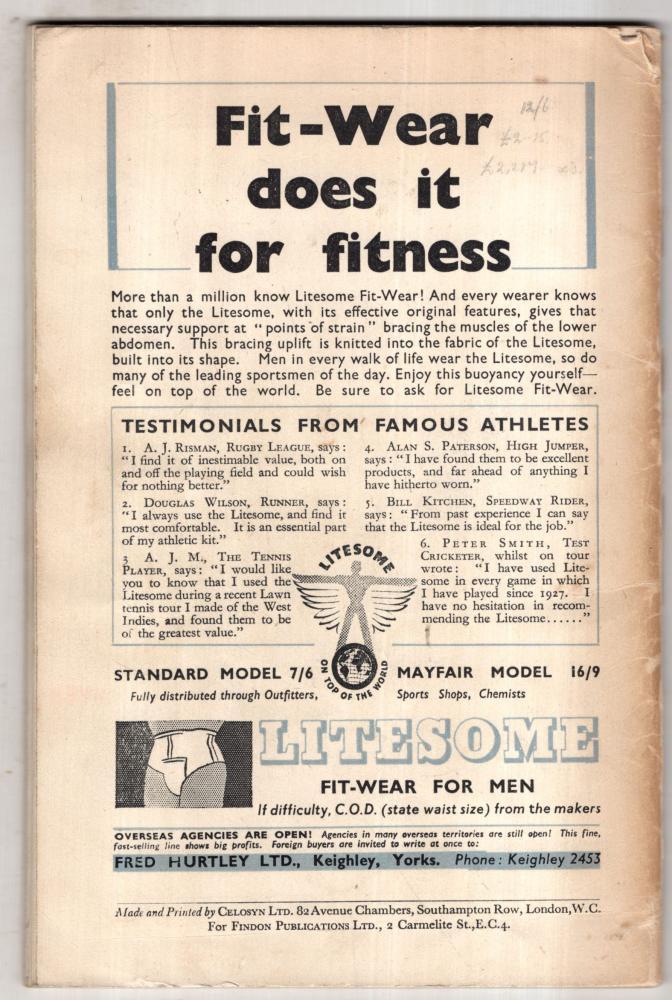 Fit-Wear
does it
for fitness
12/6
More than a million know Litesome Fit-Wear! And every wearer knows
that only the Litesome, with its effective original features, gives that
necessary support at "points of strain" bracing the muscles of the lower
abdomen. This bracing uplift is knitted into the fabric of the Litesome,
built into its shape. Men in every walk of life wear the Litesome, so do
many of the leading sportsmen of the day. Enjoy this buoyancy yourself—
feel on top of the world. Be sure to ask for Litesome Fit-Wear.
TESTIMONIALS FROM FAMOUS ATHLETES
1. A. J. RISMAN, RUGBY LEAGUE, says:
"I find it of inestimable value, both on
and off the playing field and could wish
for nothing better."
2. DOUGLAS WILSON, RUNNER, says:
"I always use the Litesome, and find it
most comfortable. It is an essential part
of my athletic kit."
3 A. J. M., THE TENNIS
PLAYER, says: "I would like
you to know that I used the
Litesome during a recent Lawn
tennis tour I made of the West
Indies, and found them to be
of the greatest value."
4. ALAN S. PATERSON, HIGH JUMPER,
says: "I have found them to be excellent
products, and far ahead of anything I
have hitherto worn."
5. BILL KITCHEN, SPEEDWAY RIDER,
says: "From past experience I can say
that the Litesome is ideal for the job."
6. PETER SMITH, TEST
CRICKETER, whilst on tour
wrote: "I have used Lite-
some in every game in which
I have played since 1927. I
have no hesitation in recom-
mending the Litesome......"
LITESOME
ON TOP OF THE WORLD
STANDARD MODEL 7/6
MAYFAIR MODEL 16/9
Fully distributed through Outfitters,
Sports Shops, Chemists
LITESOME
FIT-WEAR FOR MEN
If difficulty, C.O.D. (state waist size) from the makers
OVERSEAS AGENCIES ARE OPEN! Agencies in many overseas territories are still open! This fine,
fast-selling line shows big profits. Foreign buyers are invited to write at once to:
FRED HURTLEY LTD., Keighley, Yorks. Phone: Keighley 2453
Made and Printed by CELOSYN LTD. 82 Avenue Chambers, Southampton Row, London, W.C.
For FINDON PUBLICATIONS LTD., 2 Carmelite St., E.C.4.